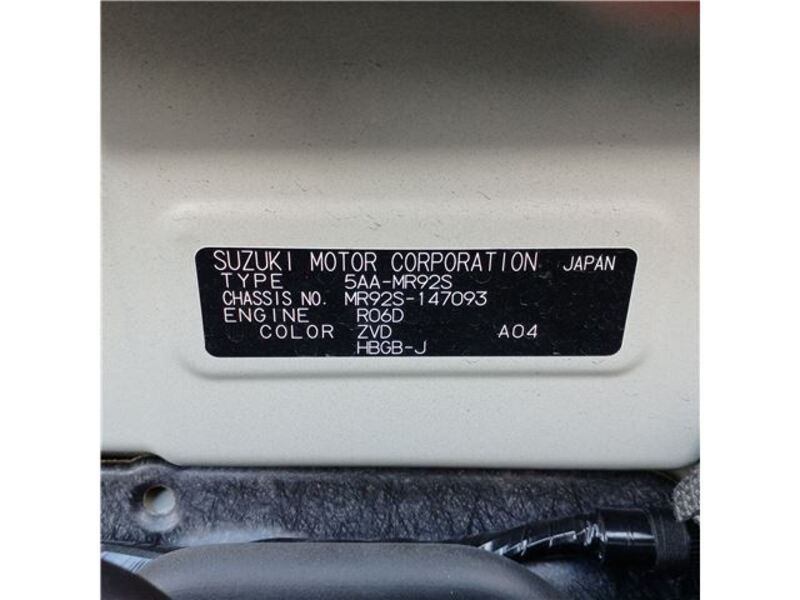 SUZUKI MOTOR CORPORATION JAPAN
TYPE 5AA-MR92S
CHASSIS NO. MR92S-147093
ENGINE R06D
COLOR ZVD A04
HBGB-J